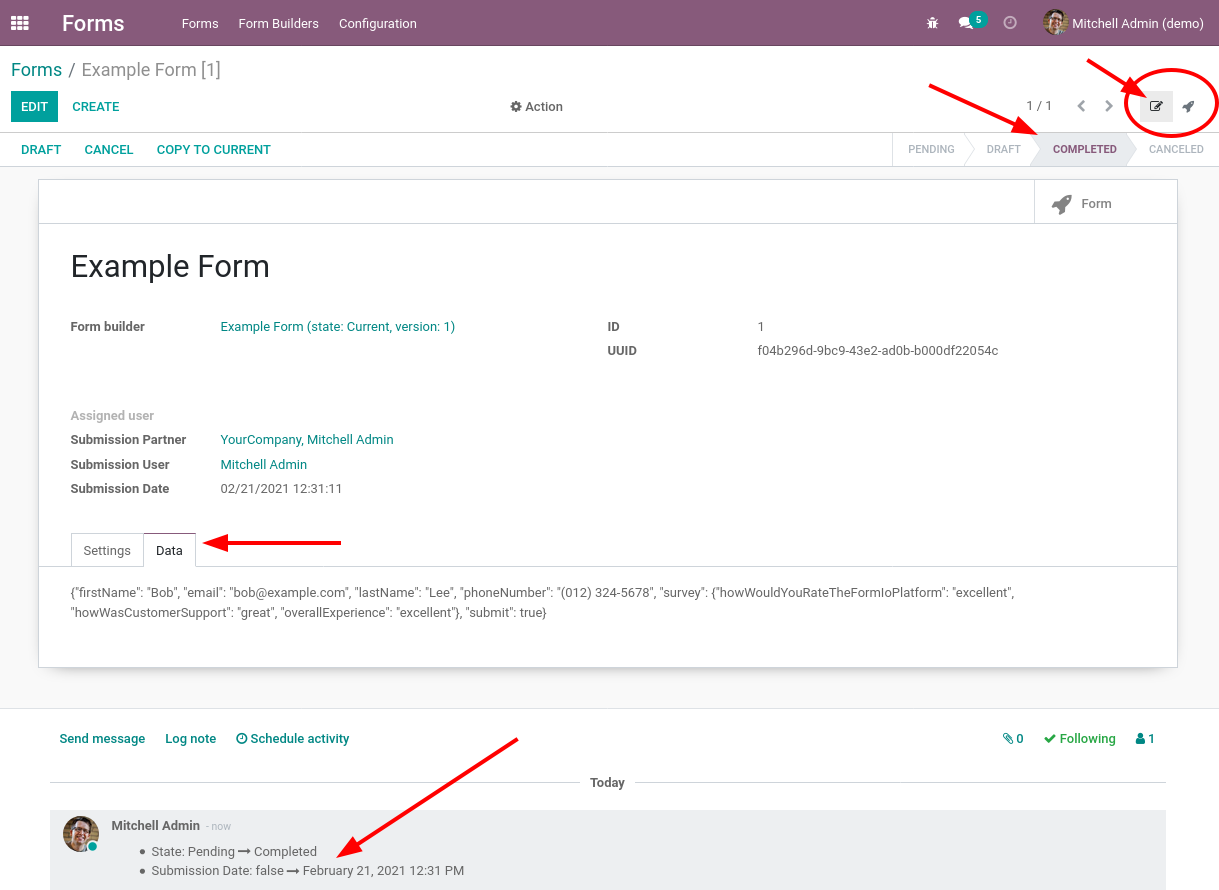 Forms Forms Form Builders Configuration 5 Mitchell Admin (demo)
Forms / Example Form [1]
EDIT CREATE Action 1 / 1
DRAFT CANCEL COPY TO CURRENT PENDING DRAFT COMPLETED CANCELED
Form
Example Form
Form builder Example Form (state: Current, version: 1) ID 1
UUID f04b296d-9bc9-43e2-ad0b-b000df22054c
Assigned user
Submission Partner YourCompany, Mitchell Admin
Submission User Mitchell Admin
Submission Date 02/21/2021 12:31:11
Settings Data
{"firstName": "Bob", "email": "bob@example.com", "lastName": "Lee", "phoneNumber": "(012) 324-5678", "survey": {"howWouldYouRateTheFormIoPlatform": "excellent",
"howWasCustomerSupport": "great", "overallExperience": "excellent"}, "submit": true}
Send message Log note Schedule activity 0 Following 1
Today
Mitchell Admin - now
• State: Pending → Completed
• Submission Date: false → February 21, 2021 12:31 PM